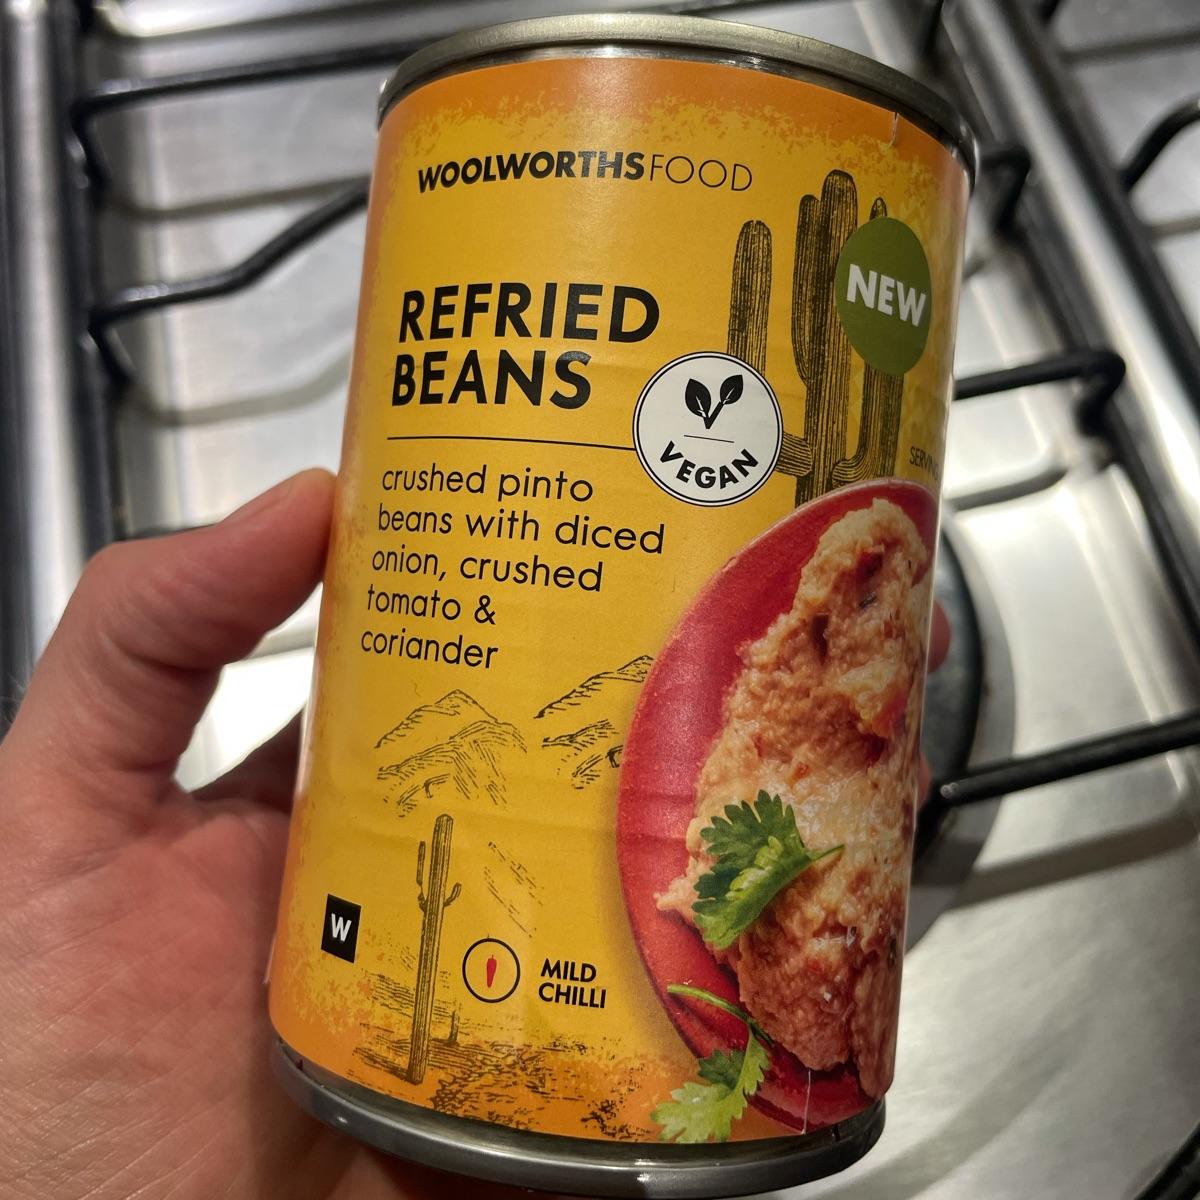 WOOLWORTHSFOOD
NEW
REFRIED
BEANS
VEGAN
crushed pinto
beans with diced
onion, crushed
tomato &
coriander
W
MILD
CHILLI